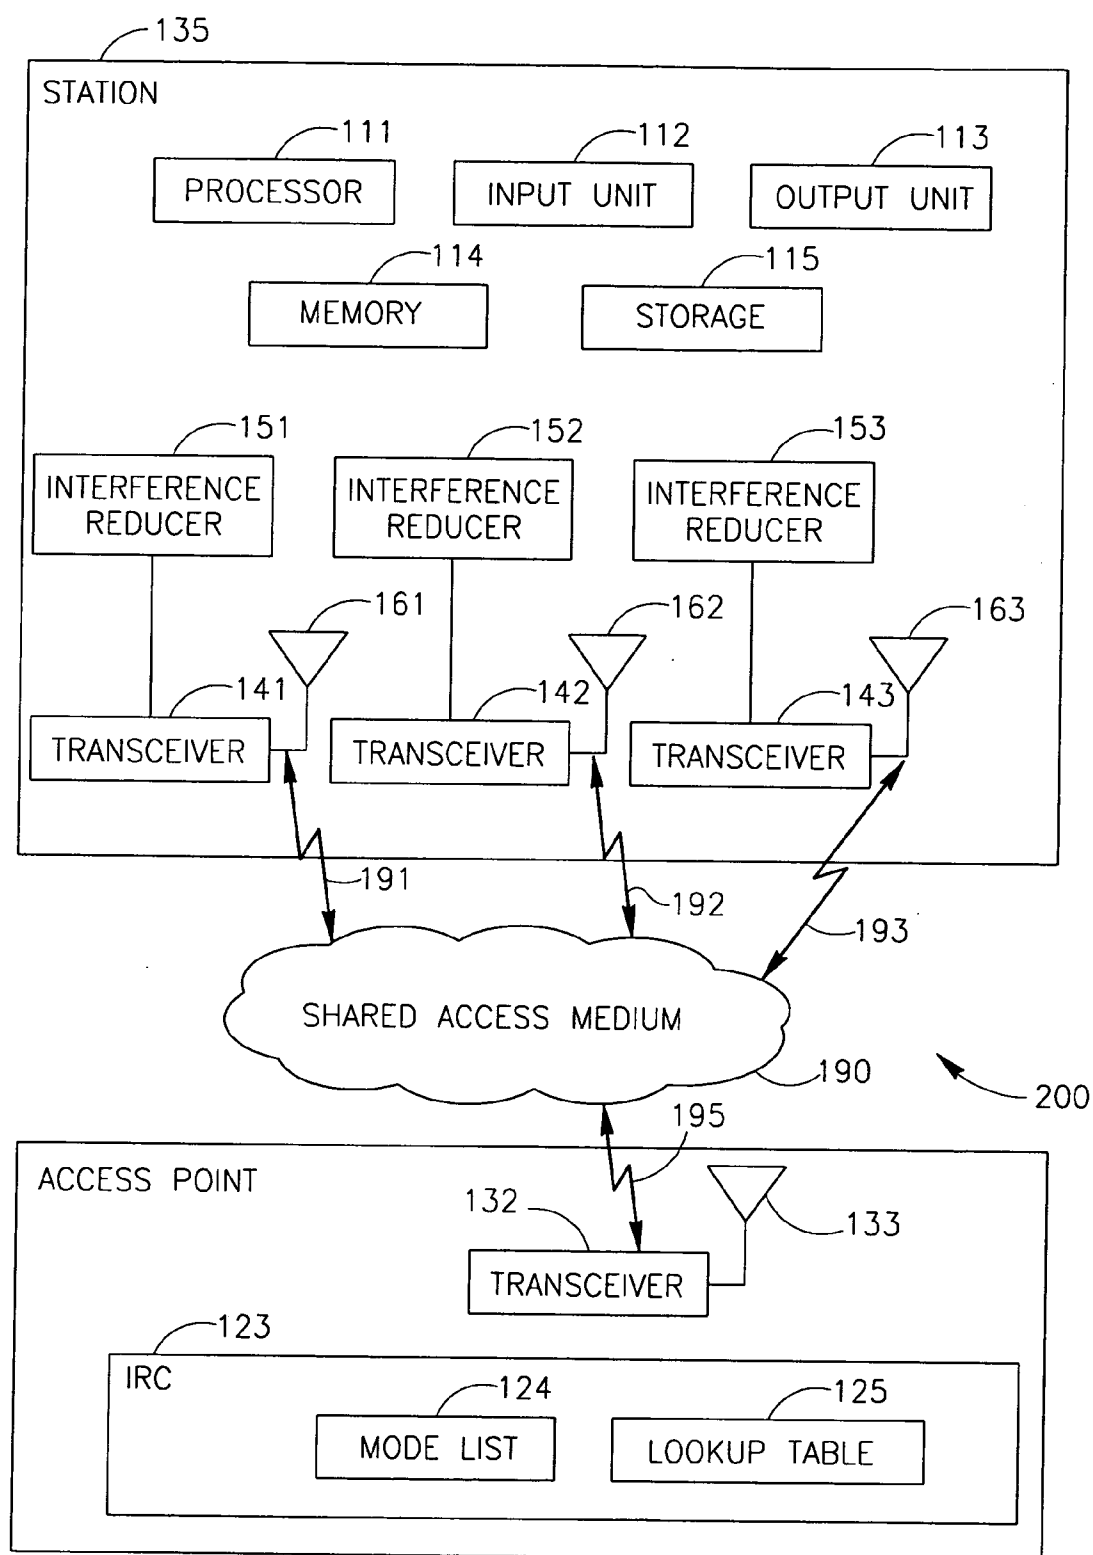 135
STATION
111
112
113
PROCESSOR
INPUT UNIT
OUTPUT UNIT
114
115
MEMORY
STORAGE
151
152
153
INTERFERENCE
REDUCER
INTERFERENCE
REDUCER
INTERFERENCE
REDUCER
161
162
163
141
142
143
TRANSCEIVER
TRANSCEIVER
TRANSCEIVER
191
192
193
SHARED ACCESS MEDIUM
190
200
195
ACCESS POINT
132
133
TRANSCEIVER
123
IRC
124
125
MODE LIST
LOOKUP TABLE